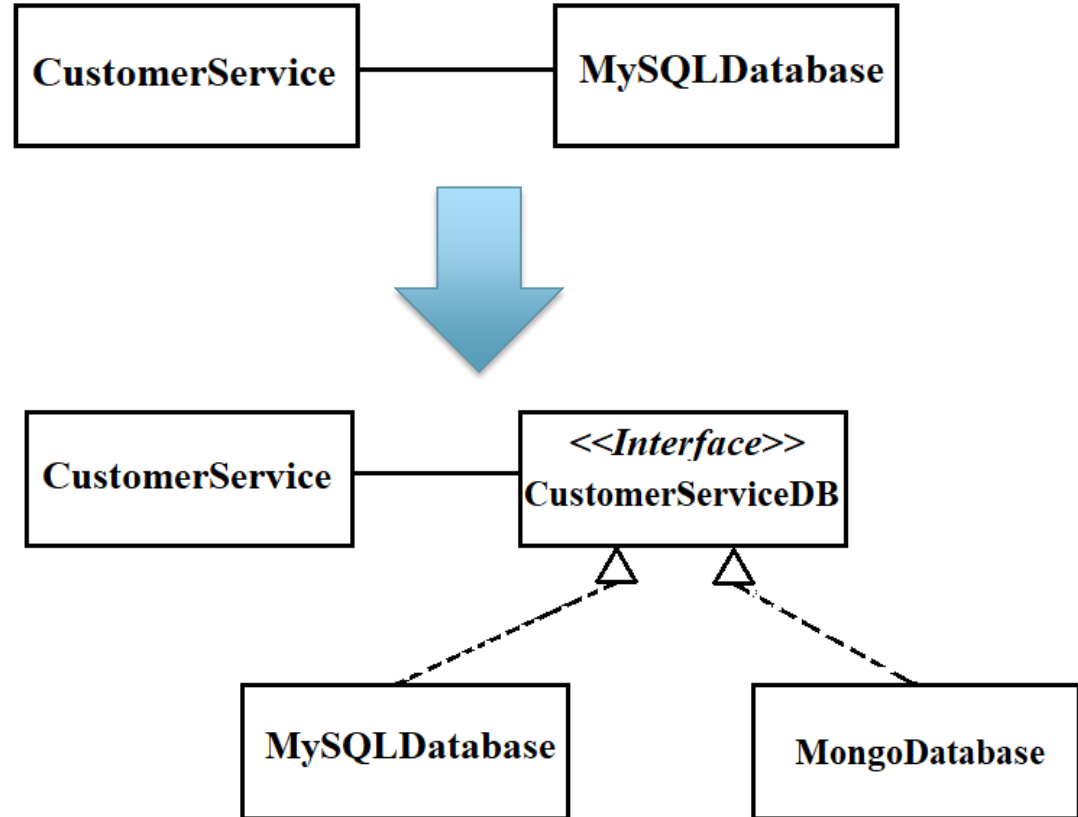 CustomerService
MySQLDatabase
CustomerService
<<Interface>>
CustomerServiceDB
MySQLDatabase
MongoDatabase